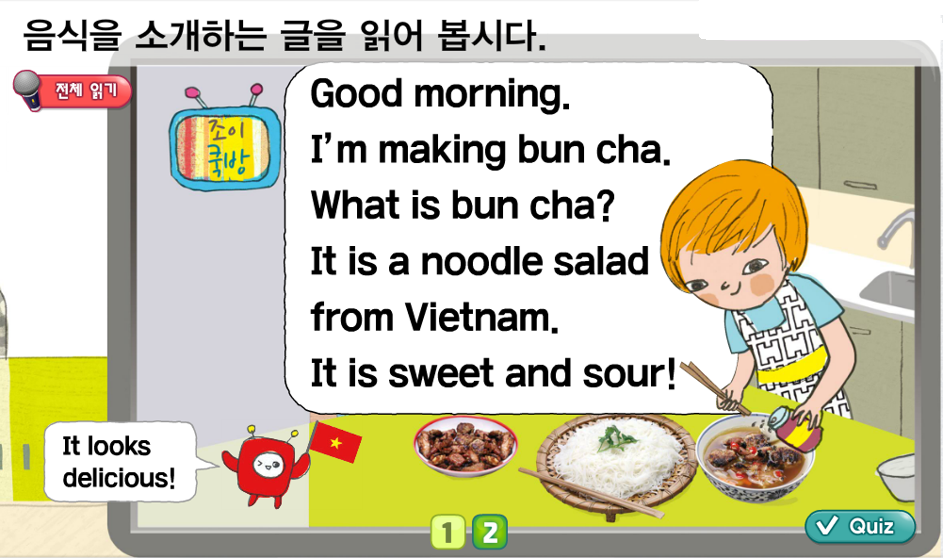 음식을 소개하는 글을 읽어 봅시다.
전체 읽기
조이
쿡방
Good morning.
I'm making bun cha.
What is bun cha?
It is a noodle salad
from Vietnam.
It is sweet and sour!
It looks
delicious!
1 2
Quiz